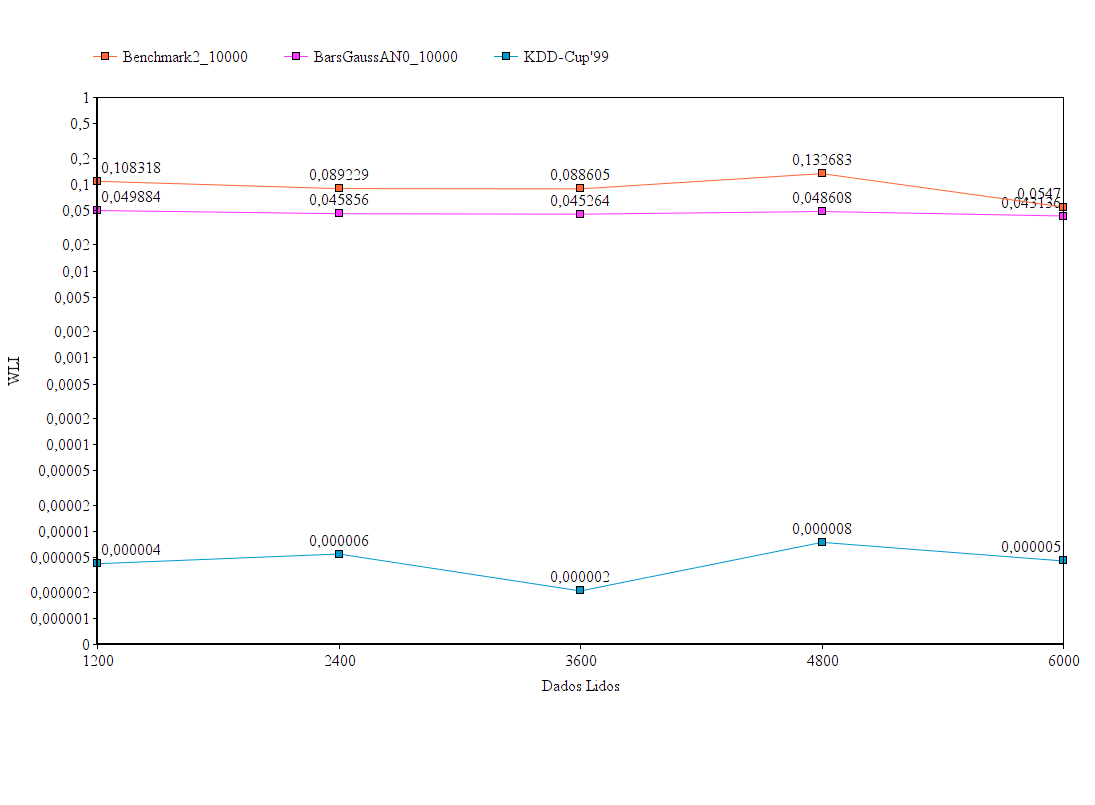 Benchmark2_10000 BarsGaussAN0_10000 KDD-Cup'99
1
0,5
0,2
0,1
0,05
0,02
0,01
0,005
0,002
0,001
0,0005
0,0002
0,0001
0,00005
0,00002
0,00001
0,000005
0,000002
0,000001
0
WLI
0,108318 0,089229 0,088605 0,132683 0,0547
0,049884 0,045856 0,045264 0,048608 0,043136
0,000004 0,000006 0,000002 0,000008 0,000005
1200 2400 3600 4800 6000
Dados Lidos